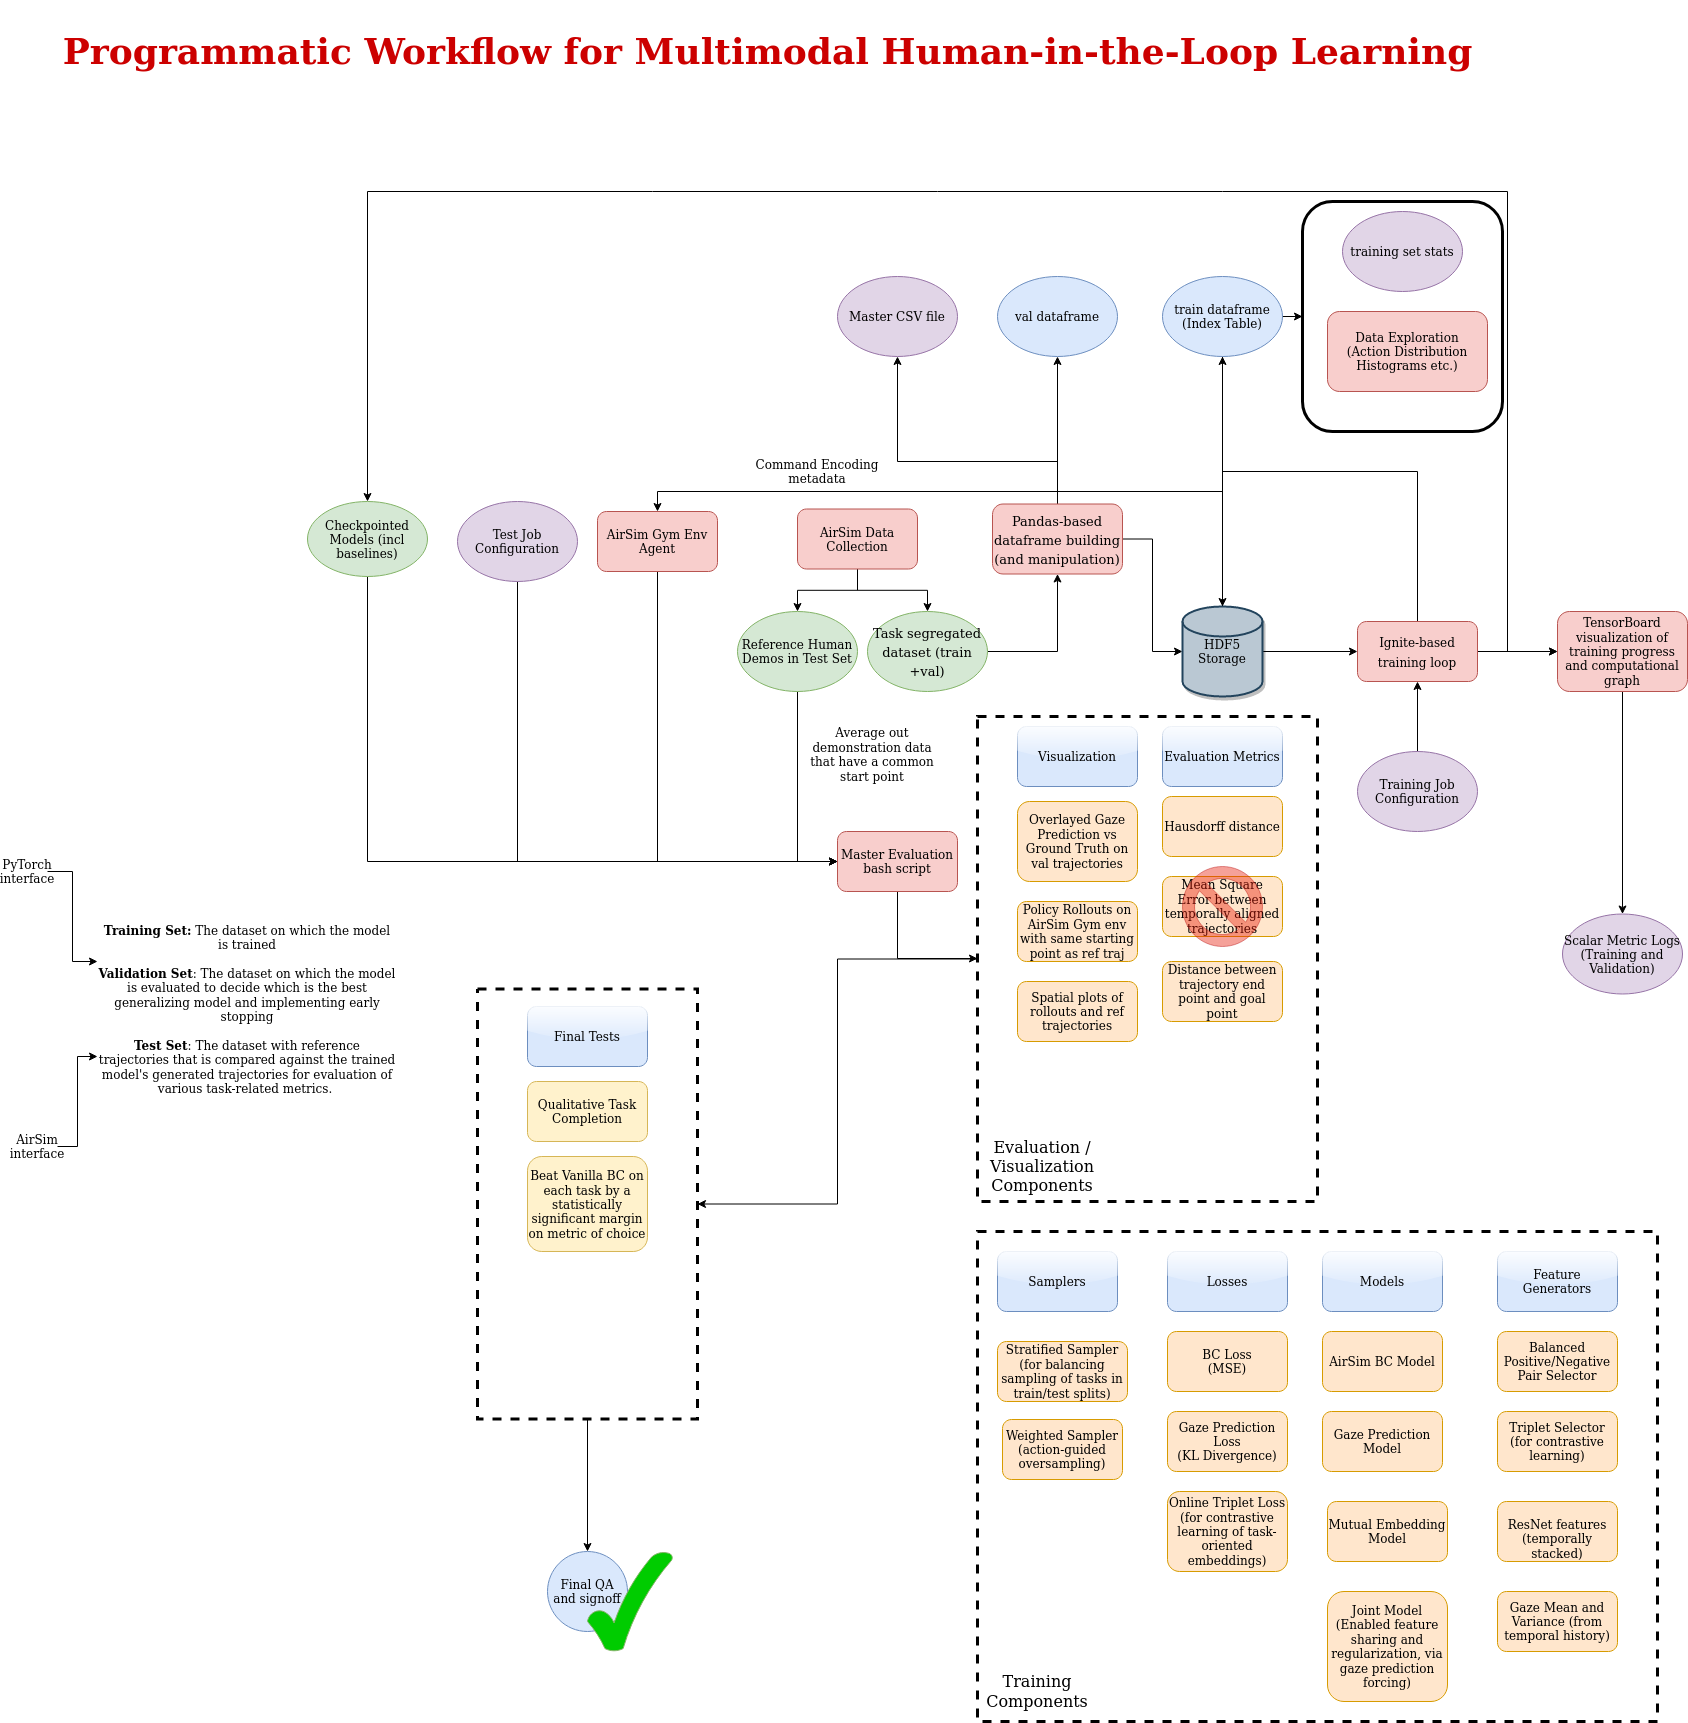 Programmatic Workflow for Multimodal Human-in-the-Loop Learning
training set stats
Master CSV file
val dataframe
train dataframe
(Index Table)
Data Exploration
(Action Distribution
Histograms etc.)
Command Encoding
metadata
Checkpointed
Models (incl
baselines)
Test Job
Configuration
AirSim Gym Env
Agent
AirSim Data
Collection
Pandas-based
dataframe building
(and manipulation)
Reference Human
Demos in Test Set
Task segregated
dataset (train
+val)
HDF5
Storage
Ignite-based
training loop
TensorBoard
visualization of
training progress
and computational
graph
Average out
demonstration data
that have a common
start point
Visualization
Evaluation Metrics
Training Job
Configuration
Overlayed Gaze
Prediction vs
Ground Truth on
val trajectories
Hausdorff distance
Master Evaluation
bash script
PyTorch
interface
Mean Square
Error between
temporally aligned
trajectories
Policy Rollouts on
AirSim Gym env
with same starting
point as ref traj
Scalar Metric Logs
(Training and
Validation)
Training Set: The dataset on which the model
is trained
Validation Set: The dataset on which the model
is evaluated to decide which is the best
generalizing model and implementing early
stopping
Test Set: The dataset with reference
trajectories that is compared against the trained
model's generated trajectories for evaluation of
various task-related metrics.
Distance between
trajectory end
point and goal
point
Spatial plots of
rollouts and ref
trajectories
Final Tests
Qualitative Task
Completion
AirSim
interface
Evaluation /
Visualization
Components
Beat Vanilla BC on
each task by a
statistically
significant margin
on metric of choice
Samplers
Losses
Models
Feature
Generators
Stratified Sampler
(for balancing
sampling of tasks in
train/test splits)
BC Loss
(MSE)
AirSim BC Model
Balanced
Positive/Negative
Pair Selector
Weighted Sampler
(action-guided
oversampling)
Gaze Prediction
Loss
(KL Divergence)
Gaze Prediction
Model
Triplet Selector
(for contrastive
learning)
Online Triplet Loss
(for contrastive
learning of task-
oriented
embeddings)
Mutual Embedding
Model
ResNet features
(temporally
stacked)
Final QA
and signoff
Joint Model
(Enabled feature
sharing and
regularization, via
gaze prediction
forcing)
Gaze Mean and
Variance (from
temporal history)
Training
Components